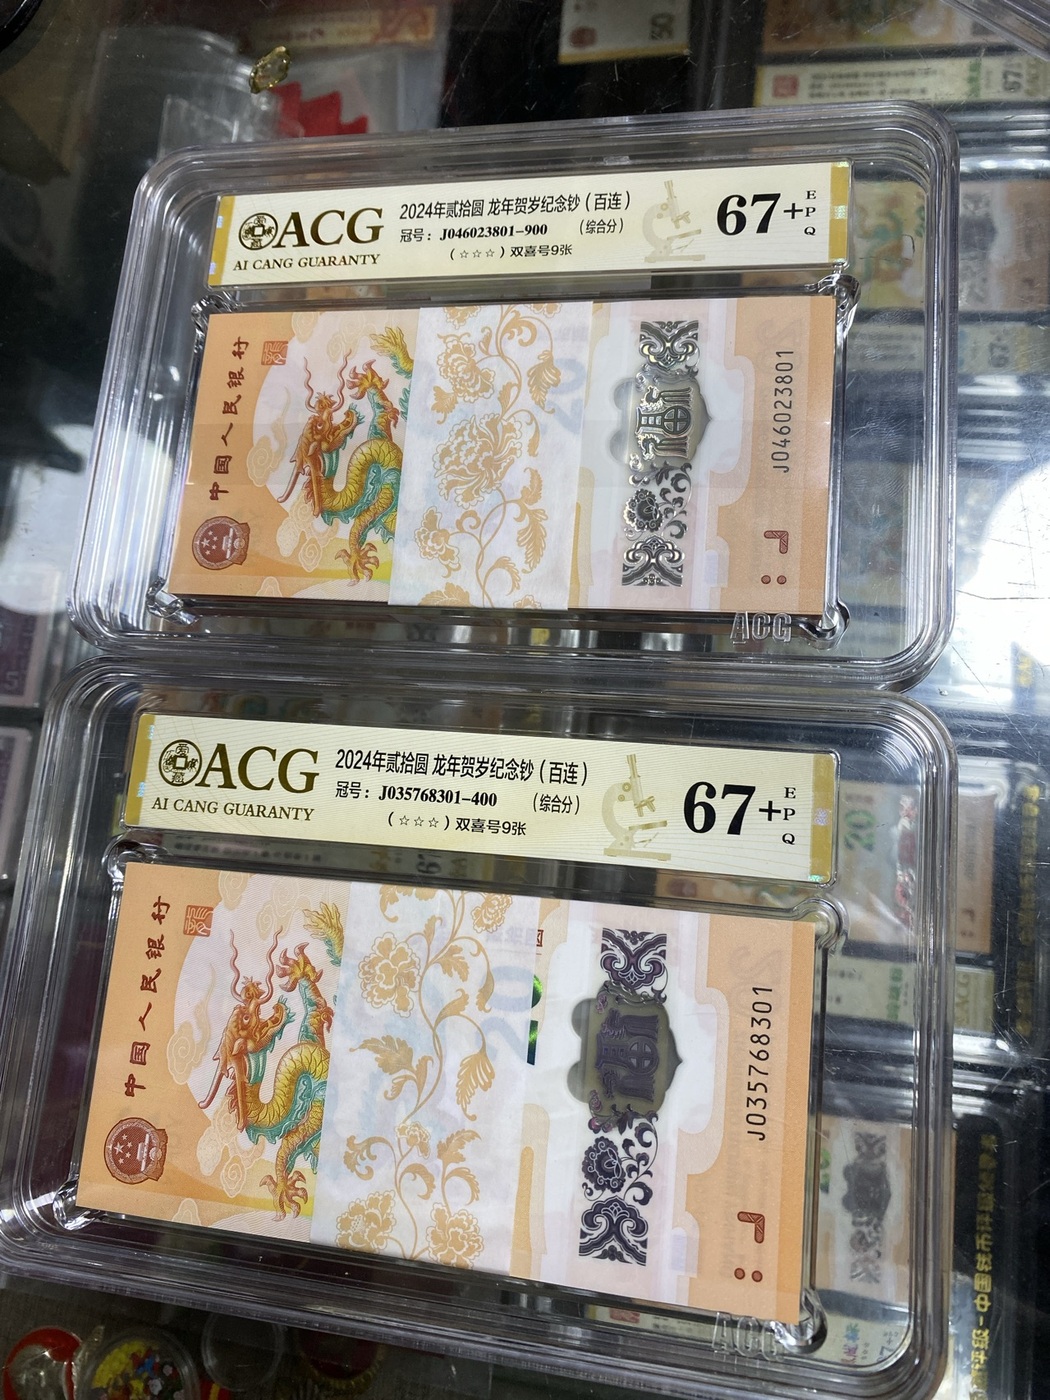 ACG
AI CANG GUARANTY
2024年贰拾圆 龙年贺岁纪念钞(百连)
冠号：J046023801-900 (综合分)
(☆☆☆)双喜号9张
67+
EPQ
中国人民银行
J046023801
ACG
ACG
AI CANG GUARANTY
2024年贰拾圆 龙年贺岁纪念钞(百连)
冠号：J035768301-400 (综合分)
(☆☆☆)双喜号9张
67+
EPQ
中国人民银行
J035768301
ACG
50